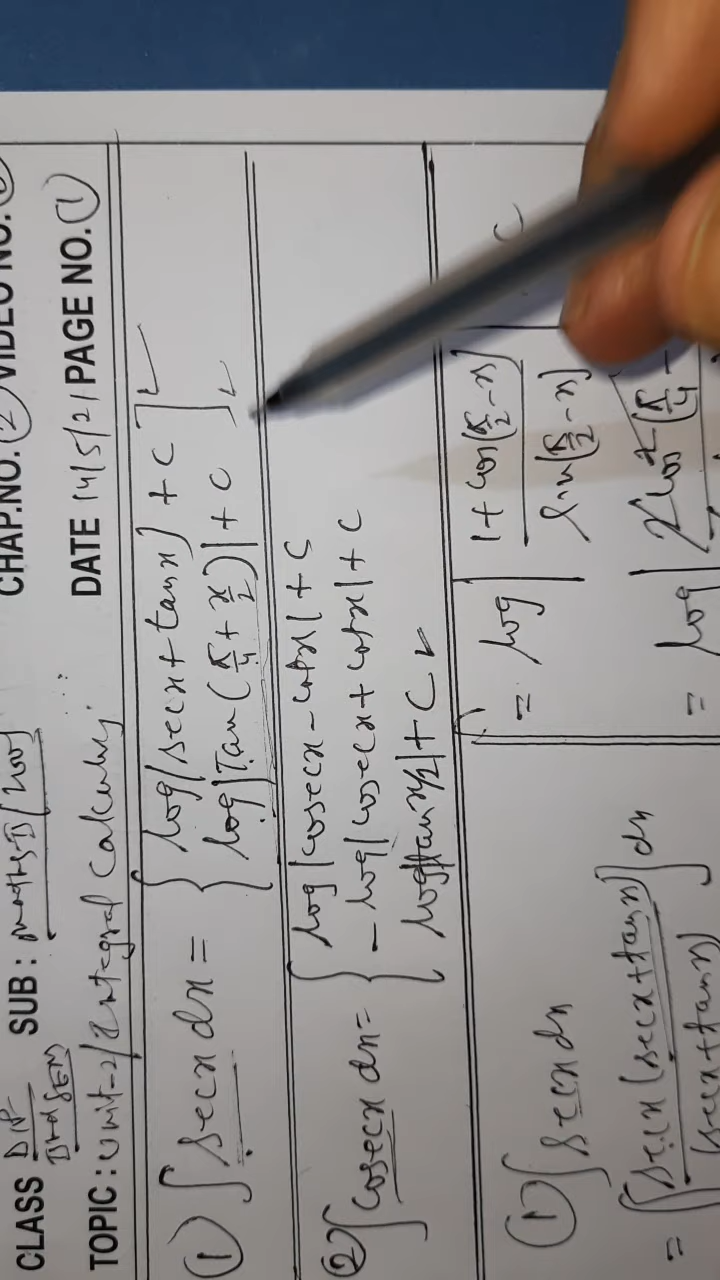 CLASS DIP IInd SEM SUB : maths II/2001 CHAP.NO. (2) VIDEO NO.
TOPIC : Unit-2/Integral Calculus. DATE 14/5/21 PAGE NO. (1)
(1) ∫ secx dx = { log|secx + tanx| + c
log|Tan(π/4 + x/2)| + c
(2) ∫ cosecx dx = { log|cosecx - cotx| + c
- log|cosecx + cotx| + c
log|tan x/2| + c
(1) ∫ secx dx
= ∫ secx (secx + tanx) / (secx + tanx) dx
= log | 1 + cos(π/2 - x) / sin(π/2 - x) | c
= log | 2 cos² (π/4 -